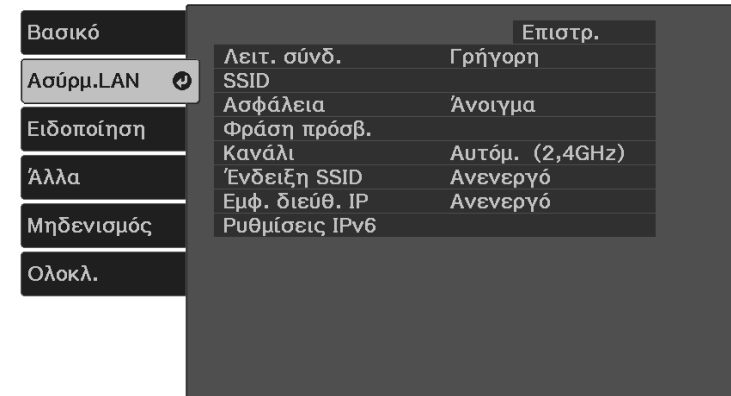 Βασικό
Ασύρμ.LAN
Ειδοποίηση
Άλλα
Μηδενισμός
Ολοκλ.
Επιστρ.
Λειτ. σύνδ. Γρήγορη
SSID
Ασφάλεια Άνοιγμα
Φράση πρόσβ.
Κανάλι Αυτόμ. (2,4GHz)
Ένδειξη SSID Ανενεργό
Εμφ. διεύθ. IP Ανενεργό
Ρυθμίσεις IPv6